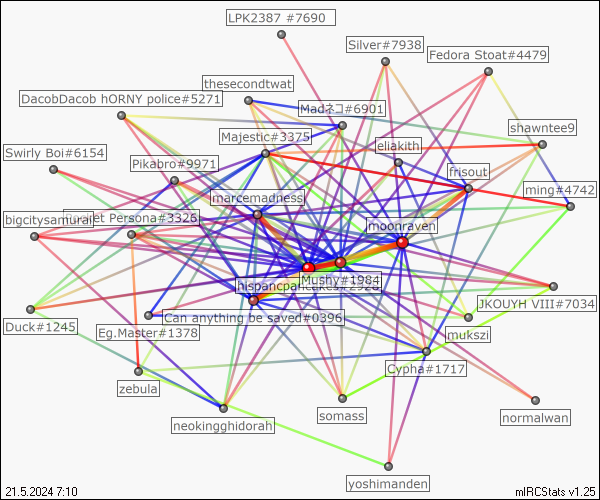 LPK2387 #7690
Silver#7938
Fedora Stoat#4479
thesecondtwat
DacobDacob hORNY police#5271
Madネコ#6901
shawntee9
Majestic#3375
eliakith
Swirly Boi#6154
Pikabro#9971
frisout
ming#4742
marcemadness
bigcitysamurai
et Persona#3326
moonraven
Mushy#1984
JKOUYH VIII#7034
Can anything be saved#0396
Duck#1245
Eg.Master#1378
mukszi
Cypha#1717
zebula
somass
normalwan
neokingghidorah
yoshimanden
21.5.2024 7:10
mIRCStats v1.25